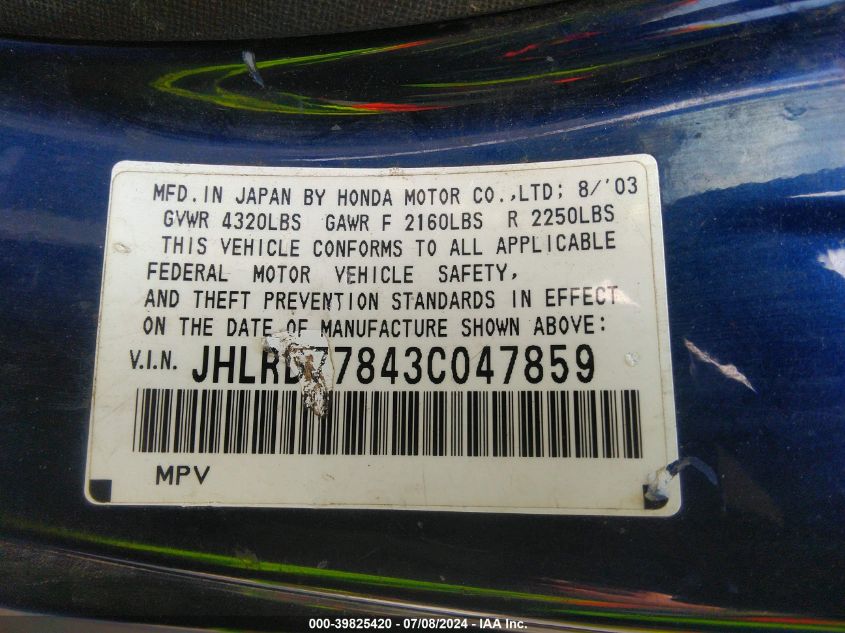 MFD. IN JAPAN BY HONDA MOTOR CO.,LTD; 8/'03
GVWR 4320LBS GAWR F 2160LBS R 2250LBS
THIS VEHICLE CONFORMS TO ALL APPLICABLE
FEDERAL MOTOR VEHICLE SAFETY,
AND THEFT PREVENTION STANDARDS IN EFFECT
ON THE DATE OF MANUFACTURE SHOWN ABOVE:
V.I.N. JHLRD77843C047859
MPV
000-39825420 - 07/08/2024 - IAA Inc.